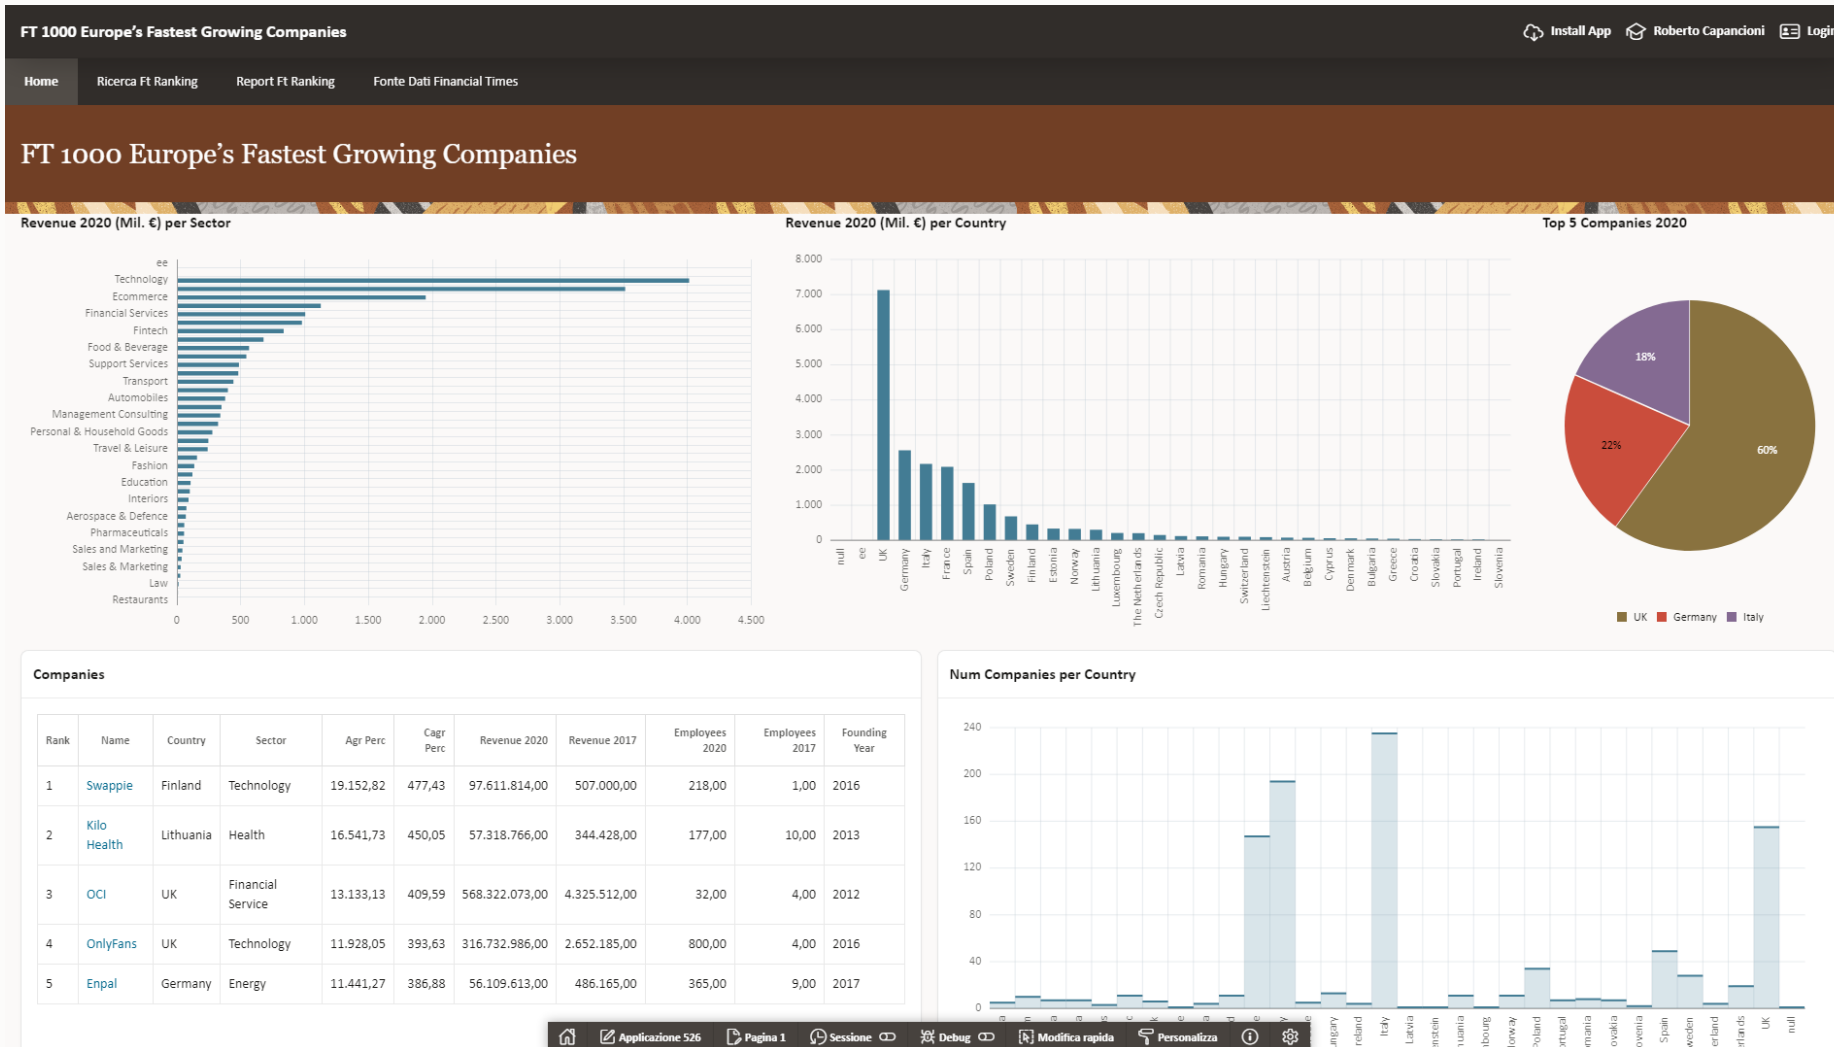 FT 1000 Europe's Fastest Growing Companies
Install App
Roberto Capancioni
Home
Ricerca Ft Ranking
Report Ft Ranking
Fonte Dati Financial Times
FT 1000 Europe's Fastest Growing Companies
Revenue 2020 (Mil. €) per Sector
ee
Technology
Ecommerce
Financial Services
Fintech
Food & Beverage
Support Services
Transport
Automobiles
Management Consulting
Personal & Household Goods
Travel & Leisure
Fashion
Education
Interiors
Aerospace & Defence
Pharmaceuticals
Sales and Marketing
Sales & Marketing
Law
Restaurants
0 500 1.000 1.500 2.000 2.500 3.000 3.500 4.000 4.500
Revenue 2020 (Mil. €) per Country
8.000
7.000
6.000
5.000
4.000
3.000
2.000
1.000
0
null
ee
UK
Germany
Italy
France
Spain
Poland
Sweden
Finland
Estonia
Norway
Lithuania
Luxembourg
The Netherlands
Czech Republic
Latvia
Romania
Hungary
Switzerland
Liechtenstein
Austria
Belgium
Cyprus
Denmark
Bulgaria
Greece
Croatia
Slovakia
Portugal
Ireland
Slovenia
Top 5 Companies 2020
18%
22%
60%
UK Germany Italy
Companies
Rank Name Country Sector Agr Perc Cagr Perc Revenue 2020 Revenue 2017 Employees 2020 Employees 2017 Founding Year
1 Swappie Finland Technology 19.152,82 477,43 97.611.814,00 507.000,00 218,00 1,00 2016
2 Kilo Health Lithuania Health 16.541,73 450,05 57.318.766,00 344.428,00 177,00 10,00 2013
3 OCI UK Financial Service 13.133,13 409,59 568.322.073,00 4.325.512,00 32,00 4,00 2012
4 OnlyFans UK Technology 11.928,05 393,63 316.732.986,00 2.652.185,00 800,00 4,00 2016
5 Enpal Germany Energy 11.441,27 386,88 56.109.613,00 486.165,00 365,00 9,00 2017
Num Companies per Country
240
200
160
120
80
40
0
Italy
Latvia
Spain
UK
null
Applicazione 526
Pagina 1
Sessione
Debug
Modifica rapida
Personalizza